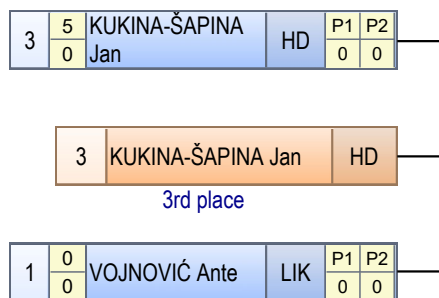 3 5 KUKINA-ŠAPINA HD P1 P2
0 Jan 0 0
3 KUKINA-ŠAPINA Jan HD
3rd place
1 0 VOJNOVIĆ Ante LIK P1 P2
0 0 0